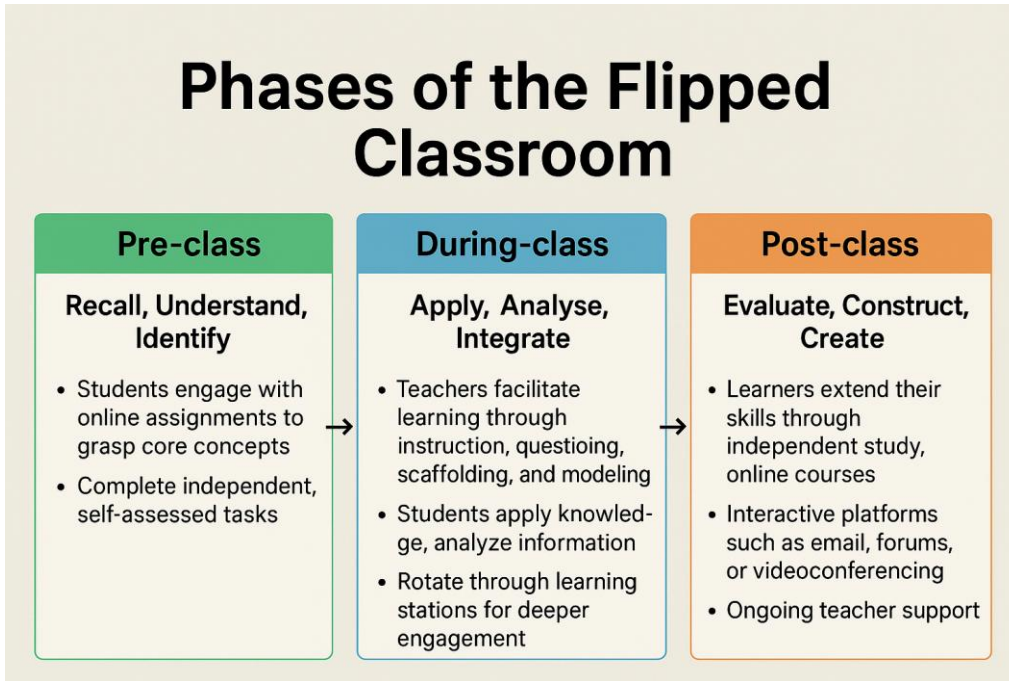 Phases of the Flipped
Classroom
Pre-class
Recall, Understand,
Identify
• Students engage with
online assignments to
grasp core concepts
• Complete independent,
self-assessed tasks
→
During-class
Apply, Analyse,
Integrate
• Teachers facilitate
learning through
instruction, questioing,
scaffolding, and modeling
• Students apply knowled-
ge, analyze information
• Rotate through learning
stations for deeper
engagement
→
Post-class
Evaluate, Construct,
Create
• Learners extend their
skills through
independent study,
online courses
• Interactive platforms
such as email, forums,
or videoconferencing
• Ongoing teacher support